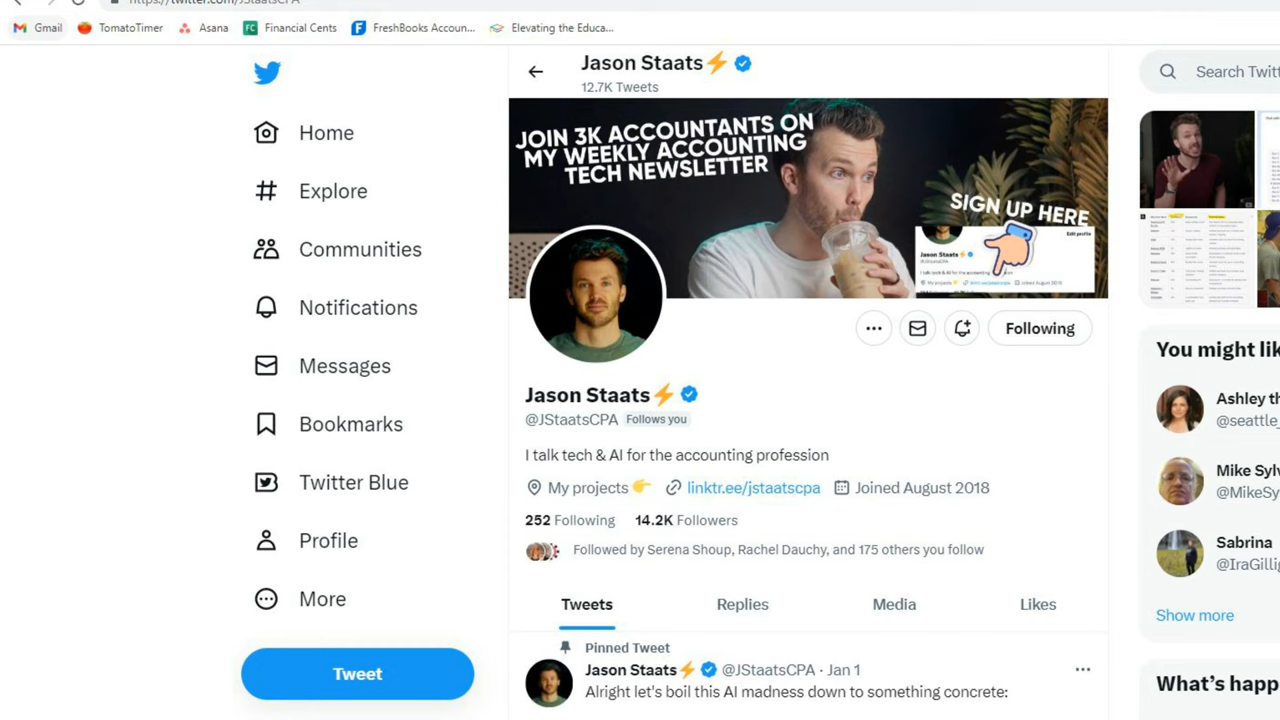 Gmail TomatoTimer Asana FC Financial Cents FreshBooks Accoun... Elevating the Educa...
Jason Staats⚡
12.7K Tweets
Search Twitt
JOIN 3K ACCOUNTANTS ON
MY WEEKLY ACCOUNTING
TECH NEWSLETTER
SIGN UP HERE
Edit profile
Jason Staats⚡
Home
Explore
Communities
Notifications
Messages
Bookmarks
Twitter Blue
Profile
More
Tweet
Following
Jason Staats⚡
@JStaatsCPA Follows you
I talk tech & AI for the accounting profession
My projects👉 linktr.ee/jstaatscpa Joined August 2018
252 Following 14.2K Followers
Followed by Serena Shoup, Rachel Dauchy, and 175 others you follow
Tweets Replies Media Likes
Pinned Tweet
Jason Staats⚡ @JStaatsCPA · Jan 1
Alright let's boil this AI madness down to something concrete:
You might lik
Ashley th
@seattle_
Mike Sylv
@MikeSy
Sabrina
@IraGillig
Show more
What's happ